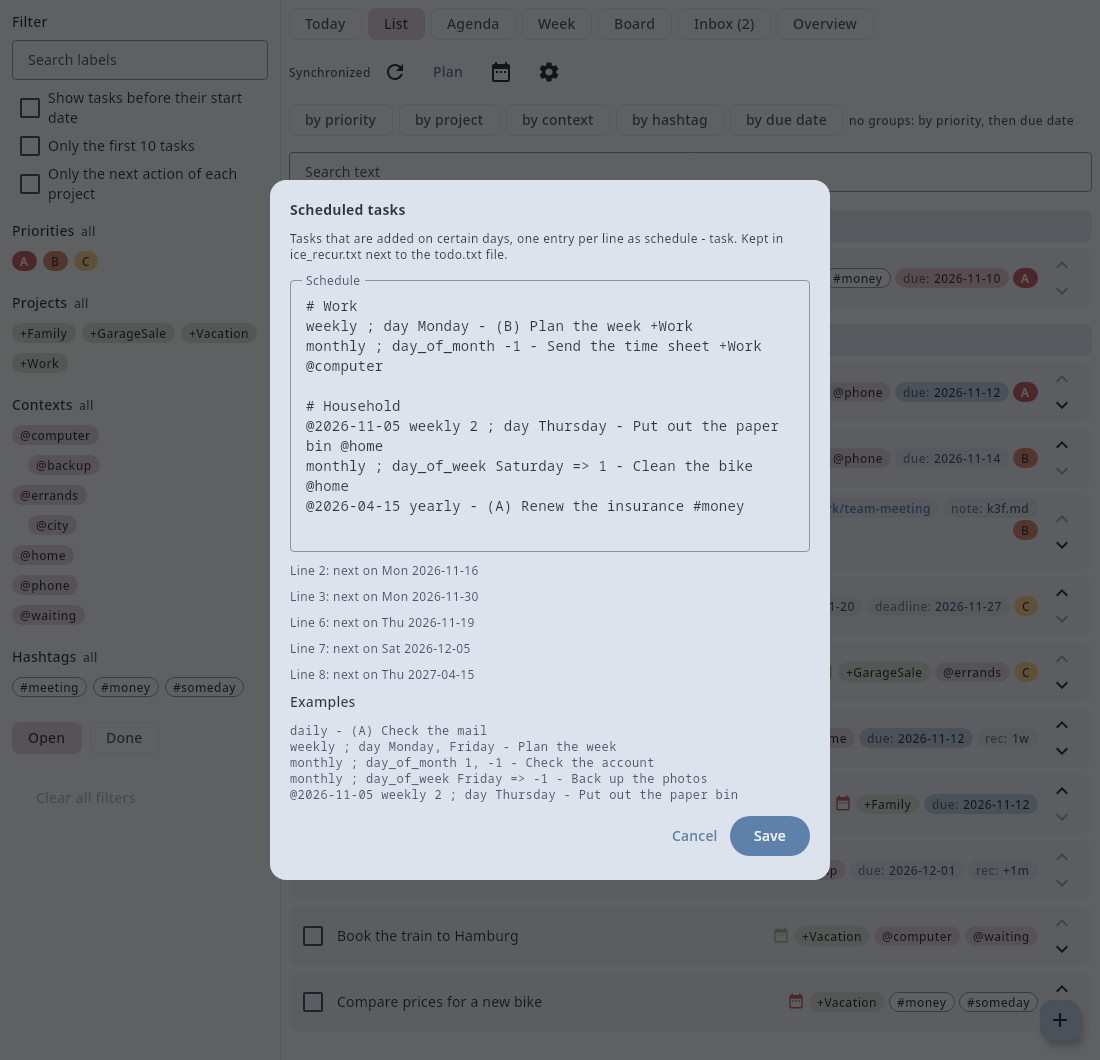 Filter
Search labels
Show tasks before their start
date
Only the first 10 tasks
Only the next action of each
project
Priorities all
A B C
Projects all
+Family +GarageSale +Vacation
+Work
Contexts all
@computer
@backup
@errands
@city
@home
@phone
@waiting
Hashtags all
#meeting #money #someday
Open Done
Clear all filters
Today List Agenda Week Board Inbox (2) Overview
Synchronized Plan
by priority by project by context by hashtag by due date no groups: by priority, then due date
Search text
#money due: 2026-11-10 A
@phone due: 2026-11-12 A
@phone due: 2026-11-14 B
/team-meeting note: k3f.md
B
deadline: 2026-11-27 C
+GarageSale @errands C
due: 2026-11-12 rec: 1w
+Family due: 2026-11-12
due: 2026-12-01 rec: +1m
Book the train to Hamburg +Vacation @computer @waiting
Compare prices for a new bike +Vacation #money #someday
+
Scheduled tasks
Tasks that are added on certain days, one entry per line as schedule - task. Kept in
ice_recur.txt next to the todo.txt file.
Schedule
# Work
weekly ; day Monday - (B) Plan the week +Work
monthly ; day_of_month -1 - Send the time sheet +Work
@computer
# Household
@2026-11-05 weekly 2 ; day Thursday - Put out the paper
bin @home
monthly ; day_of_week Saturday => 1 - Clean the bike
@home
@2026-04-15 yearly - (A) Renew the insurance #money
Line 2: next on Mon 2026-11-16
Line 3: next on Mon 2026-11-30
Line 6: next on Thu 2026-11-19
Line 7: next on Sat 2026-12-05
Line 8: next on Thu 2027-04-15
Examples
daily - (A) Check the mail
weekly ; day Monday, Friday - Plan the week
monthly ; day_of_month 1, -1 - Check the account
monthly ; day_of_week Friday => -1 - Back up the photos
@2026-11-05 weekly 2 ; day Thursday - Put out the paper bin
Cancel Save